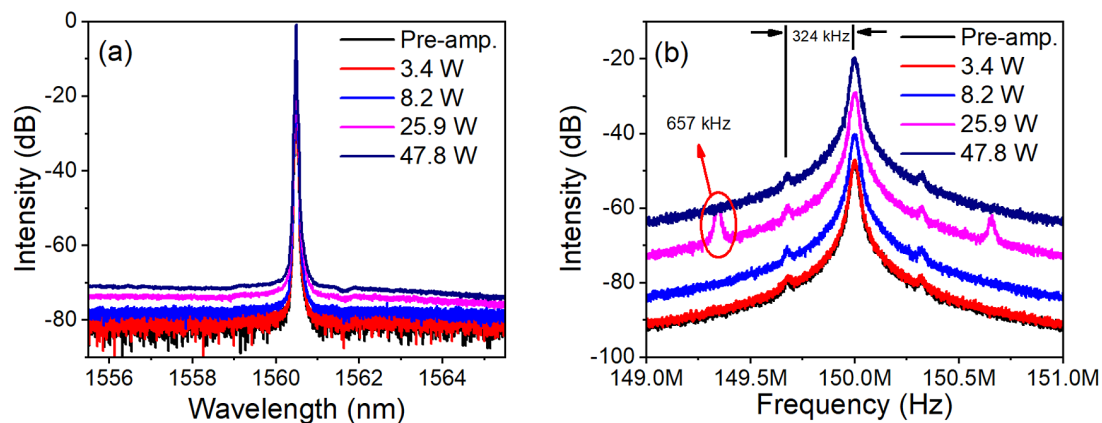 (a)
Pre-amp.
3.4 W
8.2 W
25.9 W
47.8 W
0
-20
-40
-60
-80
Intensity (dB)
1556
1558
1560
1562
1564
Wavelength (nm)
(b)
324 kHz
Pre-amp.
3.4 W
8.2 W
25.9 W
47.8 W
657 kHz
-20
-40
-60
-80
-100
Intensity (dB)
149.0M
149.5M
150.0M
150.5M
151.0M
Frequency (Hz)